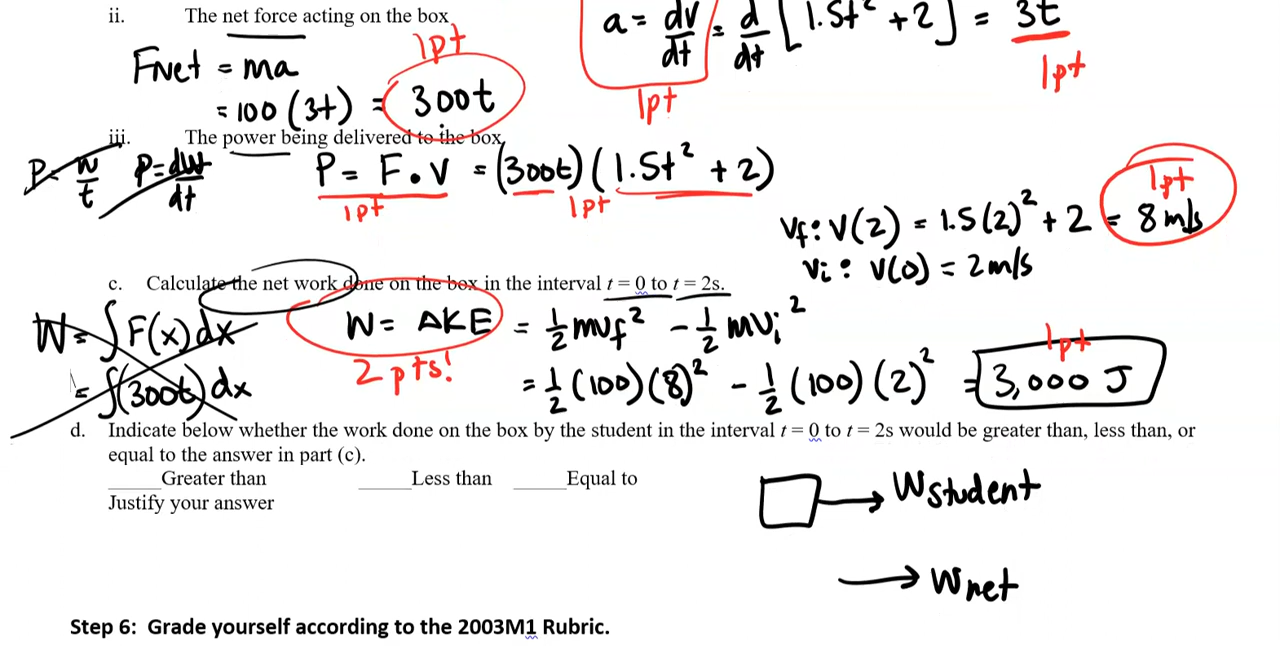 ii. The net force acting on the box
a = dv/dt = d/dt [1.5t² + 2] = 3t
1pt
1pt
1pt
Fnet = ma
= 100 (3t) = 300t
iii. The power being delivered to the box
P = W/t P = dW/dt P = F • V = (300t)(1.5t² + 2)
1pt 1pt
1pt
Vf : V(2) = 1.5(2)² + 2 = 8 m/s
Vi : V(0) = 2 m/s
c. Calculate the net work done on the box in the interval t = 0 to t = 2s.
W = ∫F(x)dx W = ΔKE = ½mVf² - ½mVi²
2 pts! 1pt
= ∫(300t)dx = ½(100)(8)² - ½(100)(2)² = 3,000 J
d. Indicate below whether the work done on the box by the student in the interval t = 0 to t = 2s would be greater than, less than, or
equal to the answer in part (c).
_____Greater than _____Less than _____Equal to
Justify your answer
Wstudent
Wnet
Step 6: Grade yourself according to the 2003M1 Rubric.